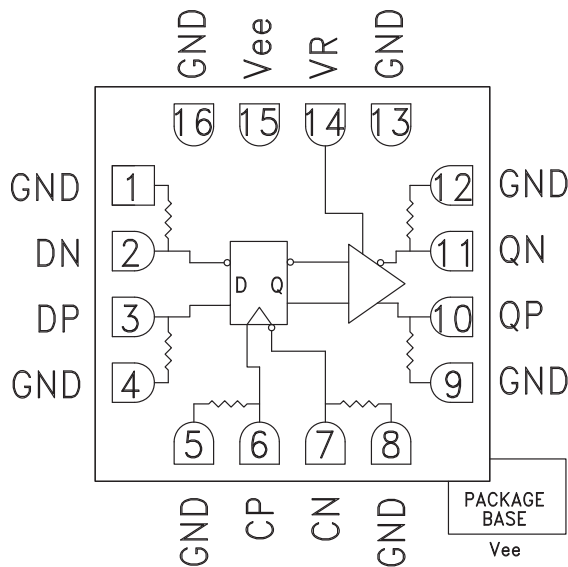 GND
Vee
VR
GND
16
15
14
13
GND
1
12
GND
DN
2
11
QN
D
Q
DP
3
10
QP
GND
4
9
GND
5
6
7
8
GND
CP
CN
GND
PACKAGE
BASE
Vee